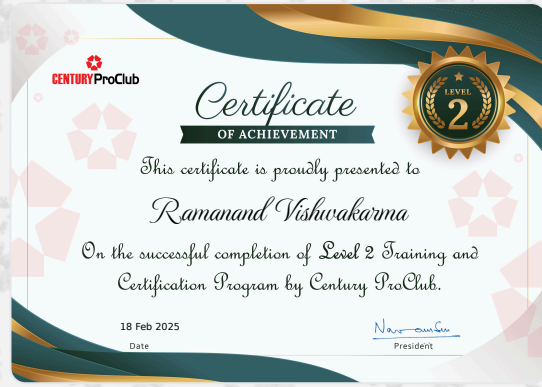 CENTURY ProClub
Certificate
OF ACHIEVEMENT
LEVEL
2
This certificate is proudly presented to
Ramanand Vishwakarma
On the successful completion of Level 2 Training and
Certification Program by Century ProClub.
18 Feb 2025
Date
President